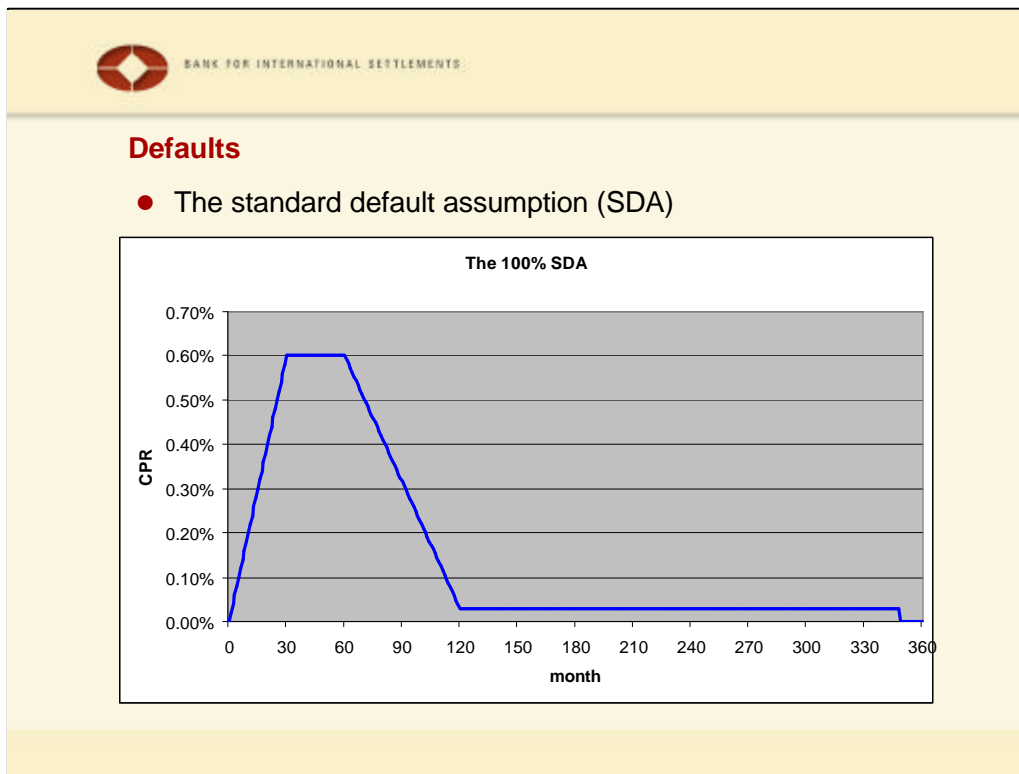 BANK FOR INTERNATIONAL SETTLEMENTS
Defaults
• The standard default assumption (SDA)
The 100% SDA
0.70%
0.60%
0.50%
0.40%
0.30%
0.20%
0.10%
0.00%
CPR
0 30 60 90 120 150 180 210 240 270 300 330 360
month